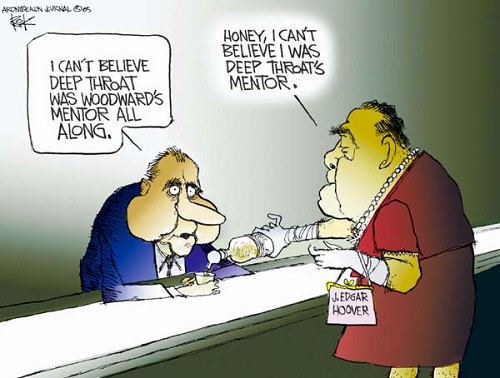 AKRON BEACON JOURNAL ©'05
BOK
I CAN'T BELIEVE
DEEP THROAT
WAS WOODWARD'S
MENTOR ALL
ALONG.
HONEY, I CAN'T
BELIEVE I WAS
DEEP THROAT'S
MENTOR.
J. EDGAR
HOOVER